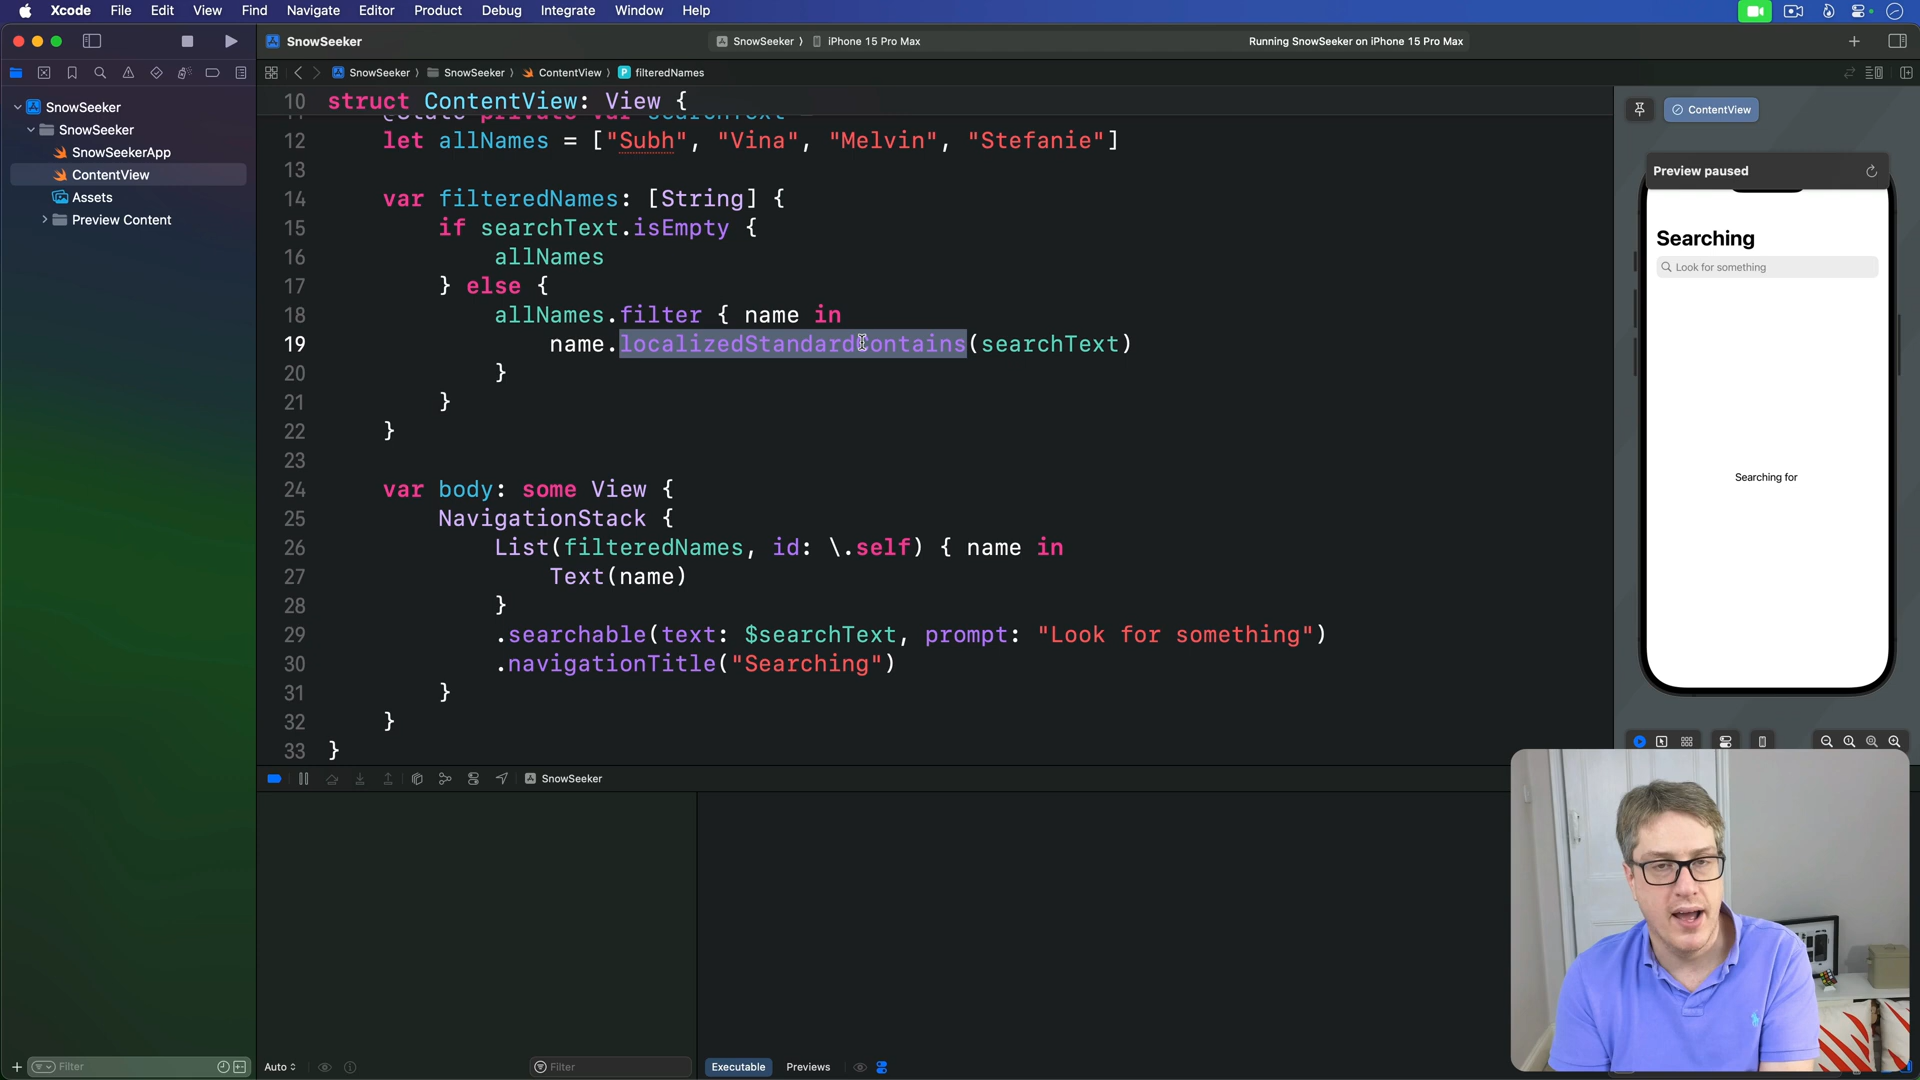 Xcode File Edit View Find Navigate Editor Product Debug Integrate Window Help
SnowSeeker
SnowSeeker 〉 iPhone 15 Pro Max
Running SnowSeeker on iPhone 15 Pro Max
SnowSeeker 〉 SnowSeeker 〉 ContentView 〉 P filteredNames
SnowSeeker
SnowSeeker
SnowSeekerApp
ContentView
Assets
Preview Content
10 struct ContentView: View {
@State private var searchText =
12 let allNames = ["Subh", "Vina", "Melvin", "Stefanie"]
13
14 var filteredNames: [String] {
15 if searchText.isEmpty {
16 allNames
17 } else {
18 allNames.filter { name in
19 name.localizedStandardContains(searchText)
20 }
21 }
22 }
23
24 var body: some View {
25 NavigationStack {
26 List(filteredNames, id: \.self) { name in
27 Text(name)
28 }
29 .searchable(text: $searchText, prompt: "Look for something")
30 .navigationTitle("Searching")
31 }
32 }
33 }
ContentView
Preview paused
Searching
Look for something
Searching for
SnowSeeker
Filter
Auto
Filter
Executable Previews